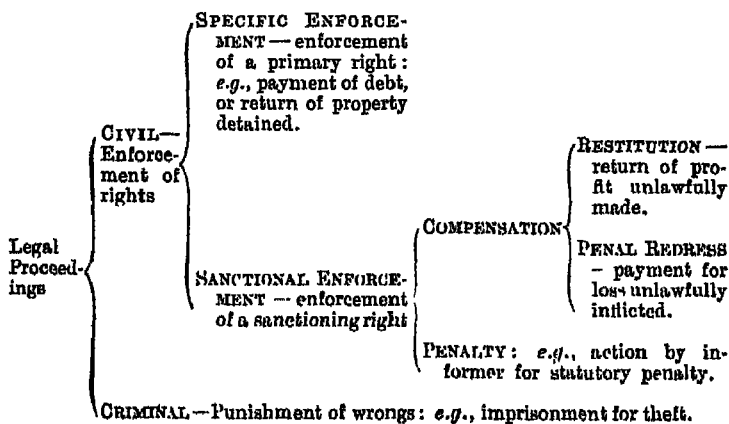 SPECIFIC ENFORCE-
MENT — enforcement
of a primary right:
e.g., payment of debt,
or return of property
detained.
CIVIL—
Enforce-
ment of
rights
RESTITUTION —
return of pro-
fit unlawfully
made.
COMPENSATION
Legal
Proceed-
ings
PENAL REDRESS
– payment for
loss unlawfully
inflicted.
SANCTIONAL ENFORCE-
MENT — enforcement
of a sanctioning right
PENALTY: e.g., action by in-
former for statutory penalty.
CRIMINAL—Punishment of wrongs: e.g., imprisonment for theft.